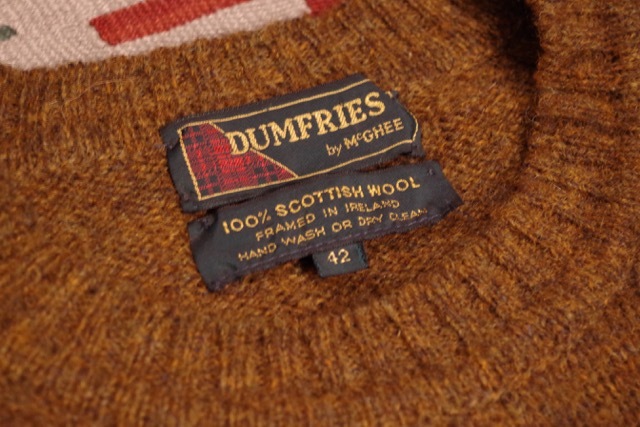 DUMFRIES
by McGHEE
100% SCOTTISH WOOL
FRAMED IN IRELAND
HAND WASH OR DRY CLEAN
42